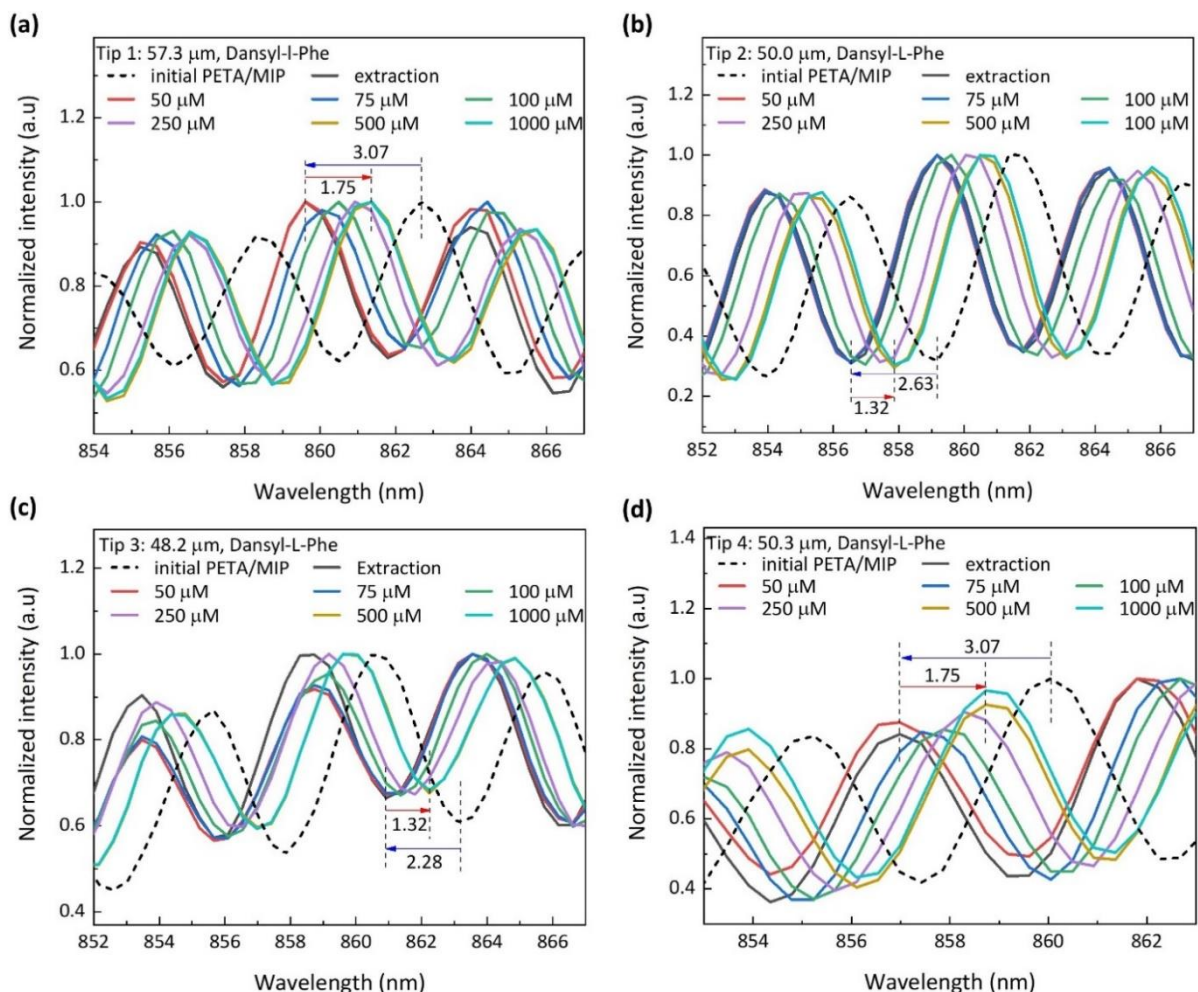 (a)
Tip 1: 57.3 μm, Dansyl-l-Phe
initial PETA/MIP extraction
50 μM 75 μM 100 μM
250 μM 500 μM 1000 μM
3.07
1.75
1.2
1.0
0.8
0.6
Normalized intensity (a.u)
854 856 858 860 862 864 866
Wavelength (nm)
(b)
Tip 2: 50.0 μm, Dansyl-L-Phe
intial PETA/MIP extraction
50 μM 75 μM 100 μM
250 μM 500 μM 100 μM
2.63
1.32
1.2
1.0
0.8
0.6
0.4
0.2
Normalized intensity (a.u)
852 854 856 858 860 862 864 866
Wavelength (nm)
(c)
Tip 3: 48.2 μm, Dansyl-L-Phe
initial PETA/MIP Extraction
50 μM 75 μM 100 μM
250 μM 500 μM 1000 μM
1.32
2.28
1.2
1.0
0.8
0.6
0.4
Normalized intensity (a.u)
852 854 856 858 860 862 864 866
Wavelength (nm)
(d)
Tip 4: 50.3 μm, Dansyl-L-Phe
initial PETA/MIP extraction
50 μM 75 μM 100 μM
250 μM 500 μM 1000 μM
3.07
1.75
1.4
1.2
1.0
0.8
0.6
0.4
Normalized intensity (a.u)
854 856 858 860 862
Wavelength (nm)